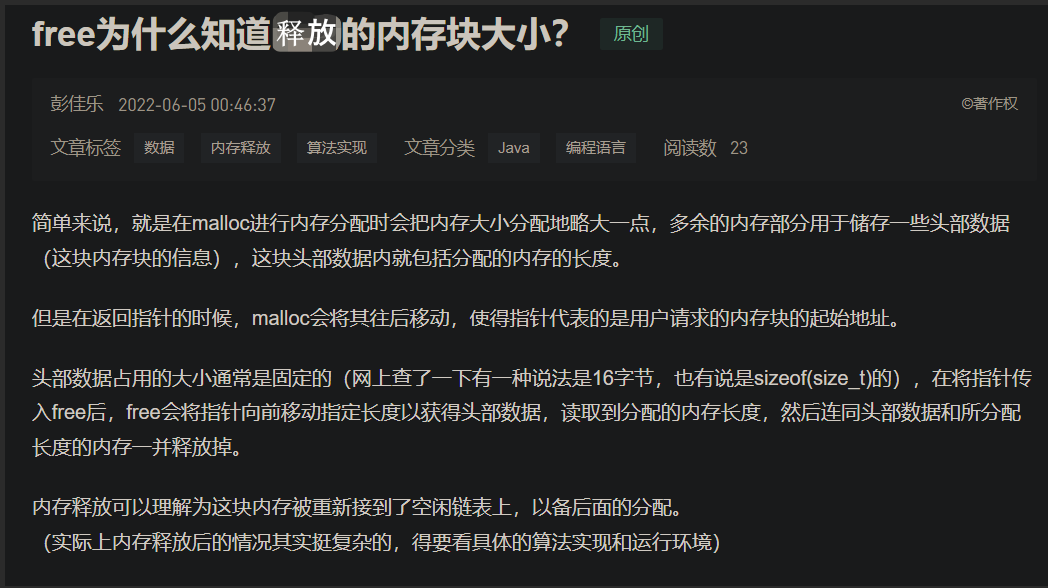 free为什么知道释放的内存块大小？ 原创
彭佳乐 2022-06-05 00:46:37 ©著作权
文章标签 数据 内存释放 算法实现 文章分类 Java 编程语言 阅读数 23
简单来说，就是在malloc进行内存分配时会把内存大小分配地略大一点，多余的内存部分用于储存一些头部数据
（这块内存块的信息），这块头部数据内就包括分配的内存的长度。
但是在返回指针的时候，malloc会将其往后移动，使得指针代表的是用户请求的内存块的起始地址。
头部数据占用的大小通常是固定的（网上查了一下有一种说法是16字节，也有说是sizeof(size_t)的），在将指针传
入free后，free会将指针向前移动指定长度以获得头部数据，读取到分配的内存长度，然后连同头部数据和所分配
长度的内存一并释放掉。
内存释放可以理解为这块内存被重新接到了空闲链表上，以备后面的分配。
（实际上内存释放后的情况其实挺复杂的，得要看具体的算法实现和运行环境）